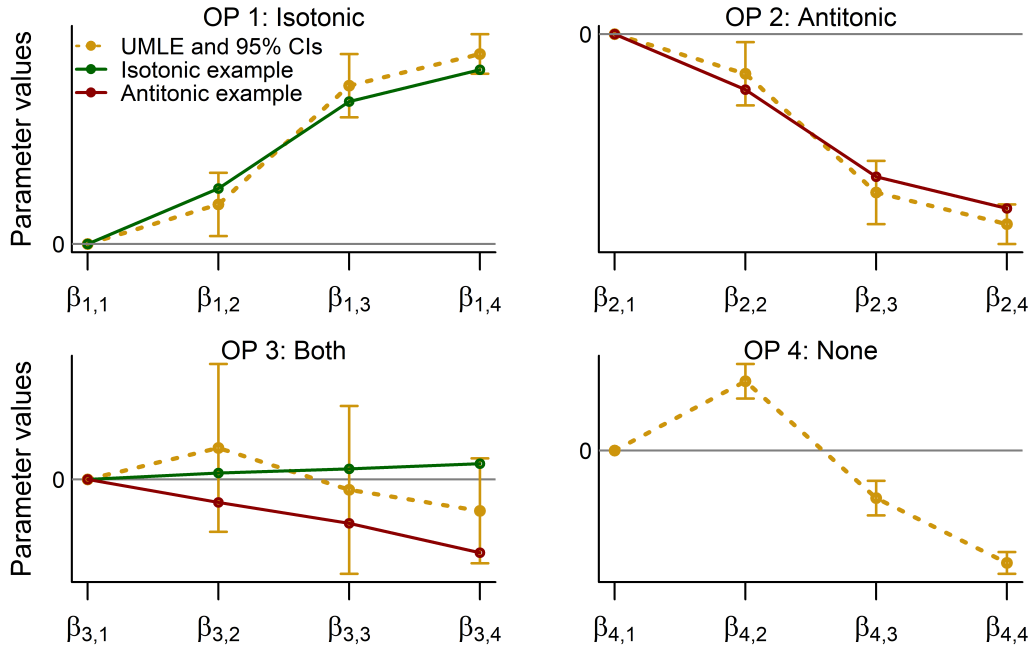 OP 1: Isotonic
UMLE and 95% CIs
Isotonic example
Antitonic example
Parameter values
0
β1,1 β1,2 β1,3 β1,4
OP 2: Antitonic
0
β2,1 β2,2 β2,3 β2,4
OP 3: Both
Parameter values
0
β3,1 β3,2 β3,3 β3,4
OP 4: None
0
β4,1 β4,2 β4,3 β4,4